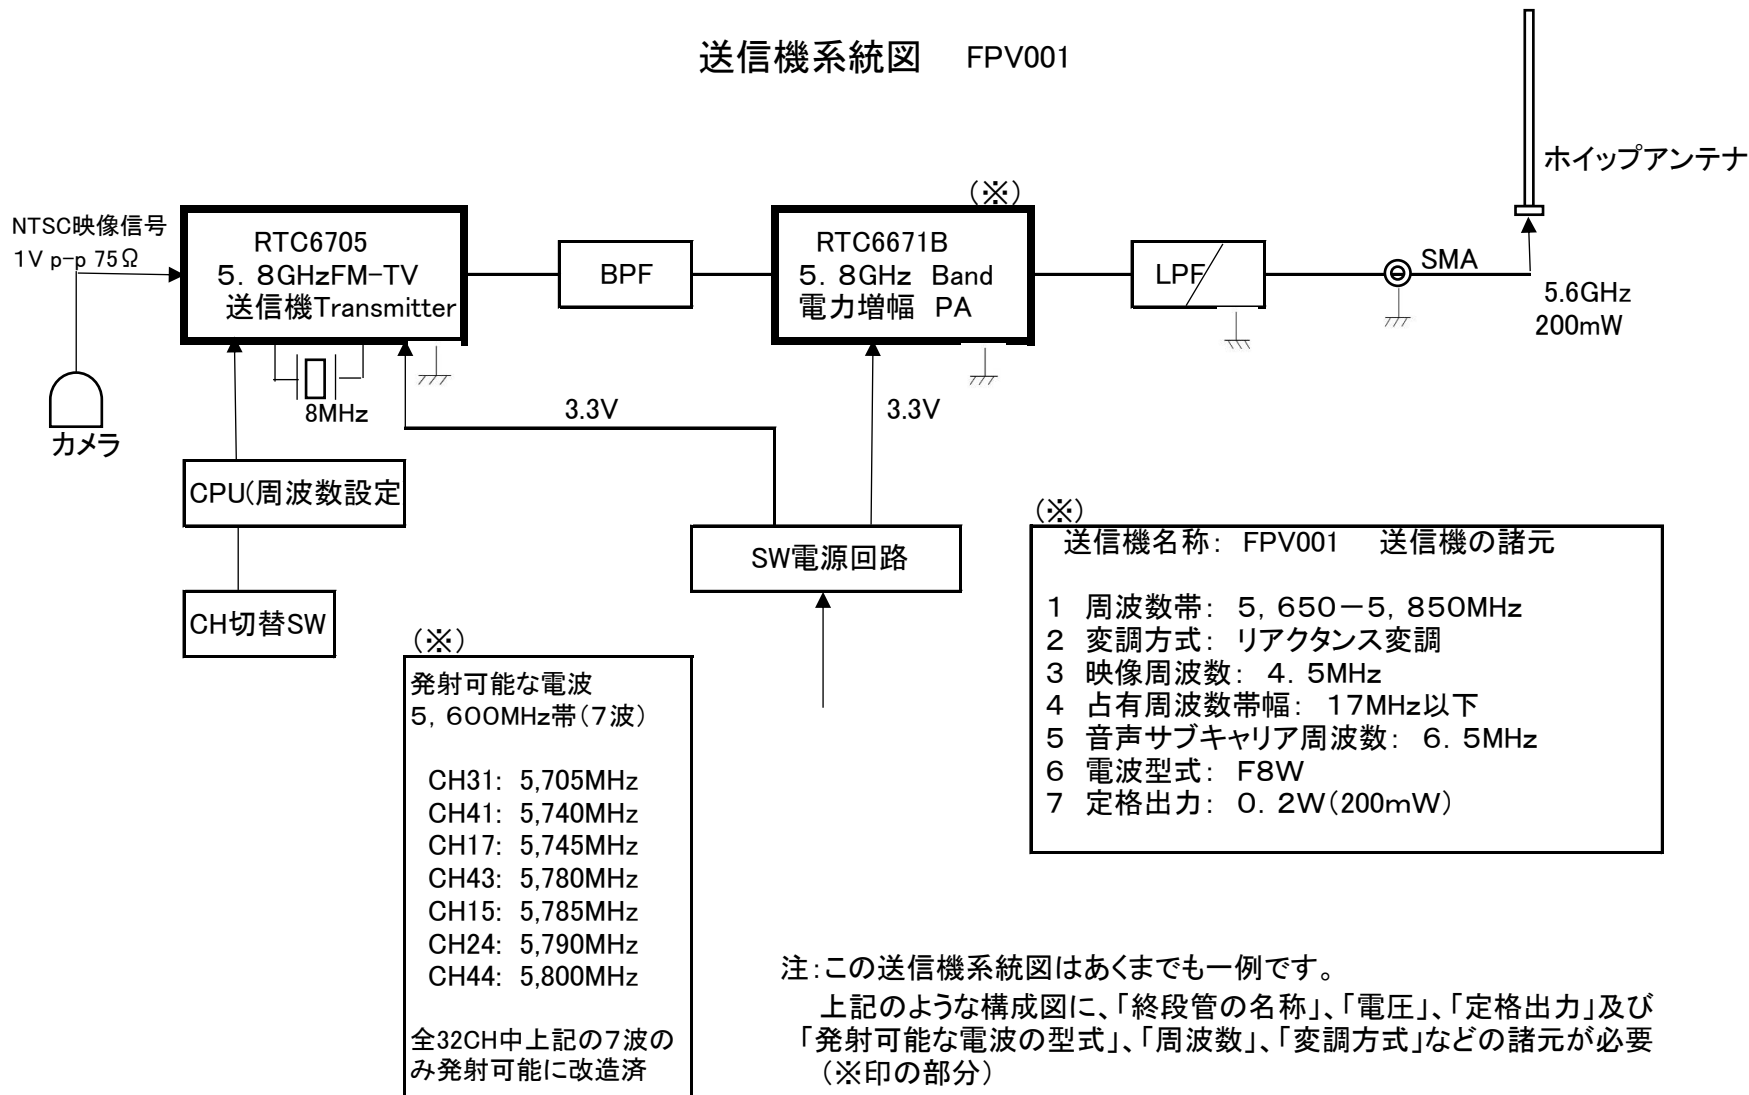 送信機系統図 FPV001
ホイップアンテナ
(※)
NTSC映像信号
1V p-p 75Ω
RTC6705
5.8GHzFM-TV
送信機Transmitter
BPF
RTC6671B
5.8GHz Band
電力増幅 PA
LPF
SMA
5.6GHz
200mW
8MHz
3.3V
3.3V
カメラ
CPU(周波数設定
SW電源回路
CH切替SW
(※)
送信機名称: FPV001 送信機の諸元
1 周波数帯: 5,650-5,850MHz
2 変調方式: リアクタンス変調
3 映像周波数: 4.5MHz
4 占有周波数帯幅: 17MHz以下
5 音声サブキャリア周波数: 6.5MHz
6 電波型式: F8W
7 定格出力: 0.2W(200mW)
(※)
発射可能な電波
5,600MHz帯(7波)
CH31: 5,705MHz
CH41: 5,740MHz
CH17: 5,745MHz
CH43: 5,780MHz
CH15: 5,785MHz
CH24: 5,790MHz
CH44: 5,800MHz
全32CH中上記の7波の
み発射可能に改造済
注:この送信機系統図はあくまでも一例です。
上記のような構成図に、「終段管の名称」、「電圧」、「定格出力」及び
「発射可能な電波の型式」、「周波数」、「変調方式」などの諸元が必要
(※印の部分)